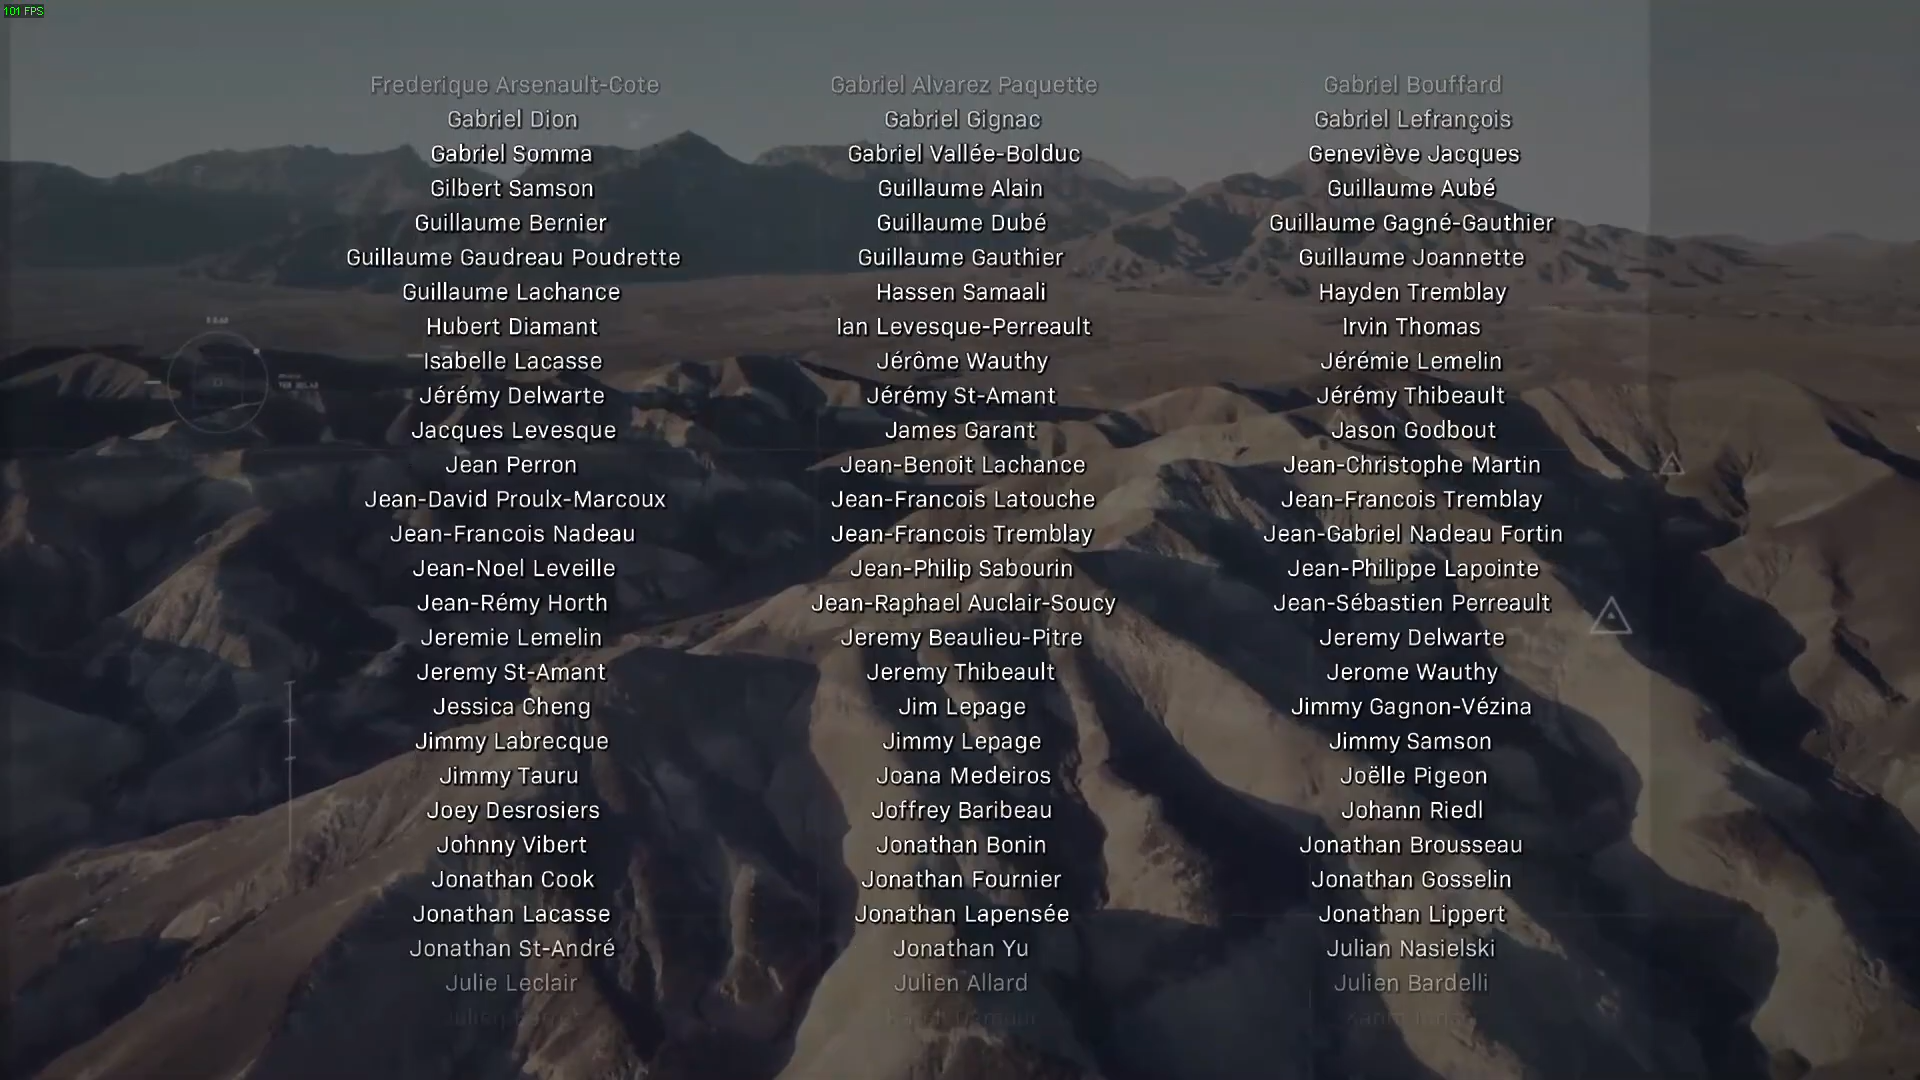 101 FPS
Frederique Arsenault-Cote Gabriel Alvarez Paquette Gabriel Bouffard
Gabriel Dion Gabriel Gignac Gabriel Lefrançois
Gabriel Somma Gabriel Vallée-Bolduc Geneviève Jacques
Gilbert Samson Guillaume Alain Guillaume Aubé
Guillaume Bernier Guillaume Dubé Guillaume Gagné-Gauthier
Guillaume Gaudreau Poudrette Guillaume Gauthier Guillaume Joannette
Guillaume Lachance Hassen Samaali Hayden Tremblay
Hubert Diamant Ian Levesque-Perreault Irvin Thomas
Isabelle Lacasse Jérôme Wauthy Jérémie Lemelin
Jérémy Delwarte Jérémy St-Amant Jérémy Thibeault
Jacques Levesque James Garant Jason Godbout
Jean Perron Jean-Benoit Lachance Jean-Christophe Martin
Jean-David Proulx-Marcoux Jean-Francois Latouche Jean-Francois Tremblay
Jean-Francois Nadeau Jean-Francois Tremblay Jean-Gabriel Nadeau Fortin
Jean-Noel Leveille Jean-Philip Sabourin Jean-Philippe Lapointe
Jean-Rémy Horth Jean-Raphael Auclair-Soucy Jean-Sébastien Perreault
Jeremie Lemelin Jeremy Beaulieu-Pitre Jeremy Delwarte
Jeremy St-Amant Jeremy Thibeault Jerome Wauthy
Jessica Cheng Jim Lepage Jimmy Gagnon-Vézina
Jimmy Labrecque Jimmy Lepage Jimmy Samson
Jimmy Tauru Joana Medeiros Joëlle Pigeon
Joey Desrosiers Joffrey Baribeau Johann Riedl
Johnny Vibert Jonathan Bonin Jonathan Brousseau
Jonathan Cook Jonathan Fournier Jonathan Gosselin
Jonathan Lacasse Jonathan Lapensée Jonathan Lippert
Jonathan St-André Jonathan Yu Julian Nasielski
Julie Leclair Julien Allard Julien Bardelli